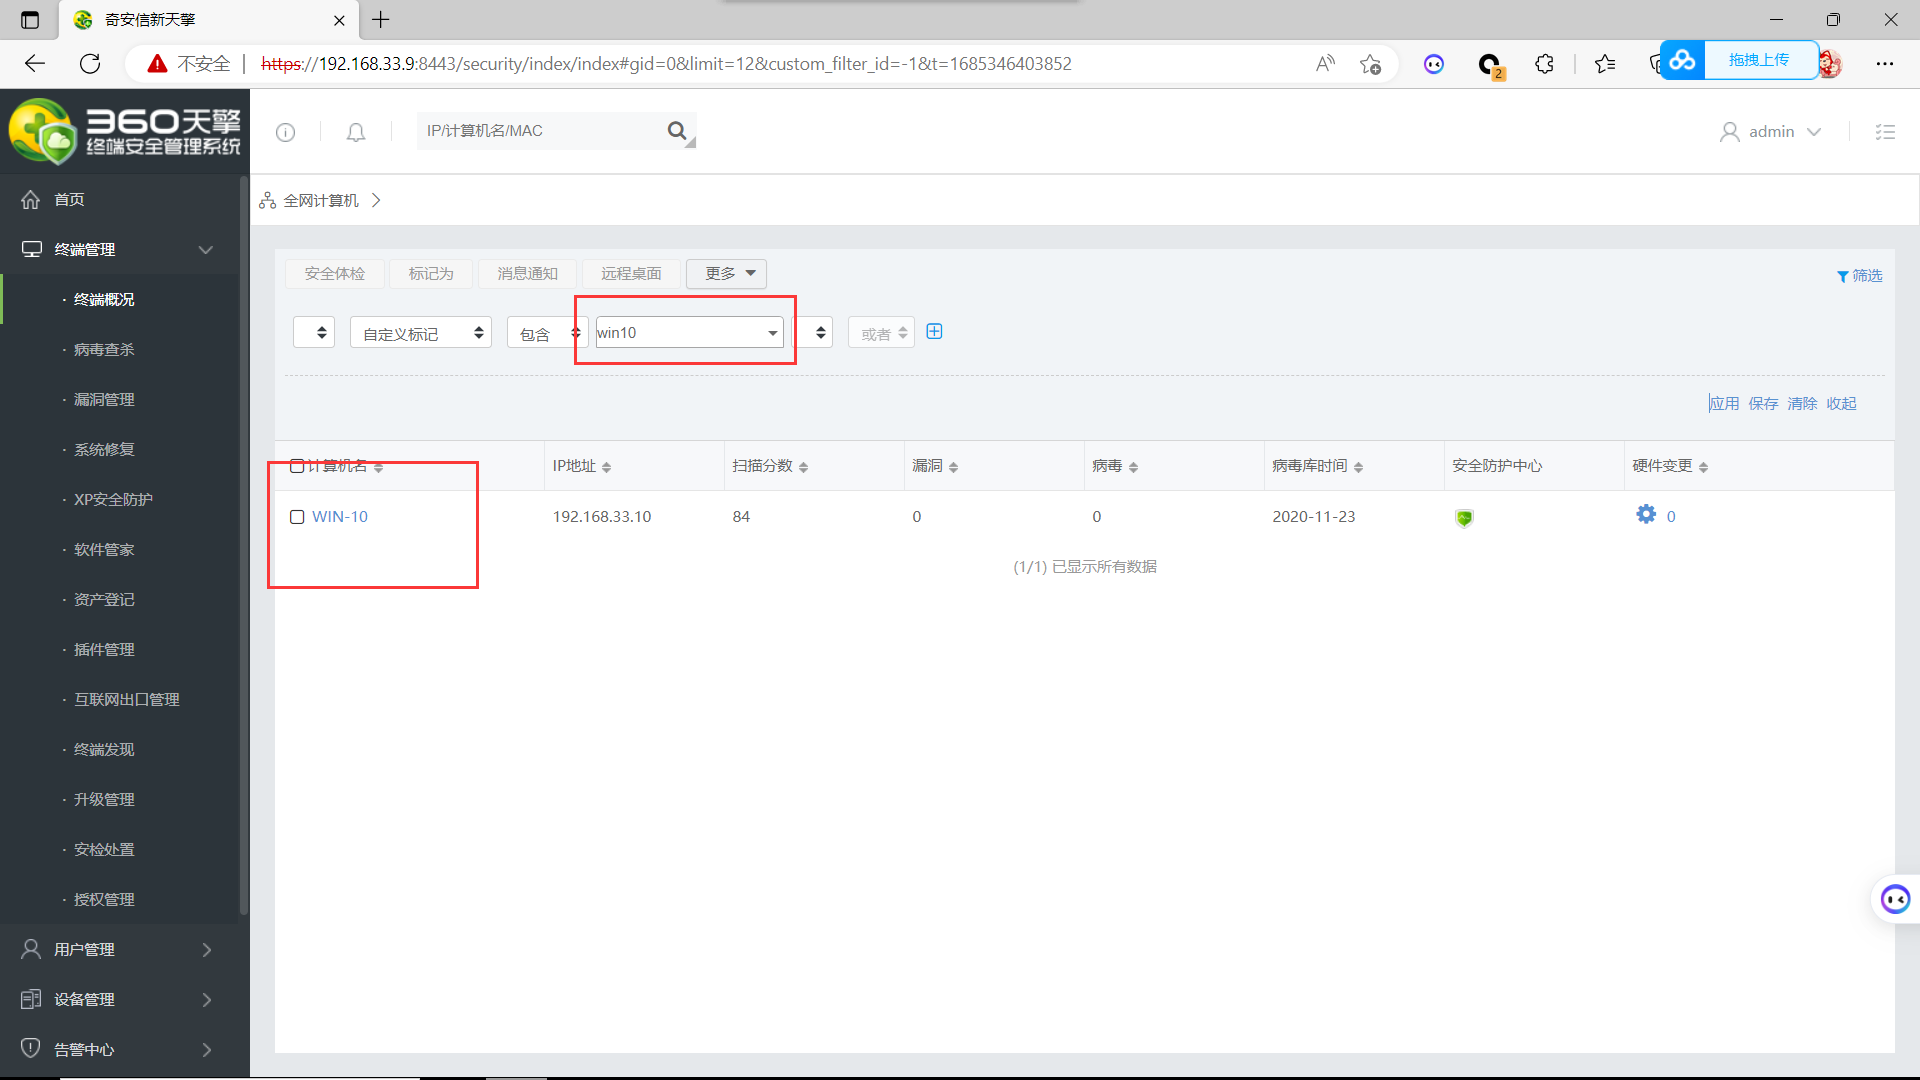 奇安信新天擎
不安全 https://192.168.33.9:8443/security/index/index#gid=0&limit=12&custom_filter_id=-1&t=1685346403852
2
拖拽上传
360天擎
终端安全管理系统
IP/计算机名/MAC
admin
首页
终端管理
· 终端概况
· 病毒查杀
· 漏洞管理
· 系统修复
· XP安全防护
· 软件管家
· 资产登记
· 插件管理
· 互联网出口管理
· 终端发现
· 升级管理
· 安检处置
· 授权管理
用户管理
设备管理
告警中心
全网计算机
安全体检 标记为 消息通知 远程桌面 更多
筛选
自定义标记 包含 win10 或者
应用 保存 清除 收起
计算机名 IP地址 扫描分数 漏洞 病毒 病毒库时间 安全防护中心 硬件变更
WIN-10 192.168.33.10 84 0 0 2020-11-23 0
(1/1) 已显示所有数据